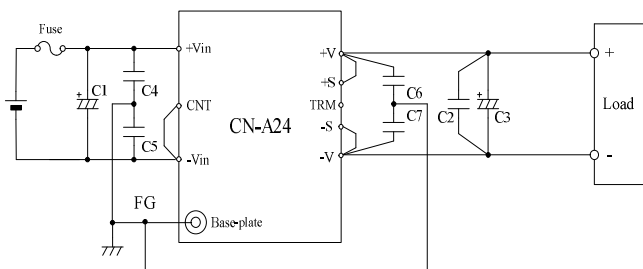 Fuse
+Vin
+V
+
C1
C4
+S
C6
+
CNT
TRM
C7
C2
+
C3
Load
CN-A24
C5
-S
-Vin
-V
-
FG
Base-plate